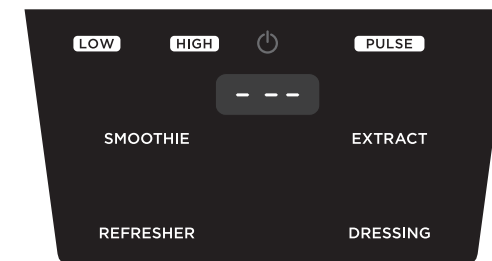 LOW HIGH PULSE
- - -
SMOOTHIE EXTRACT
REFRESHER DRESSING